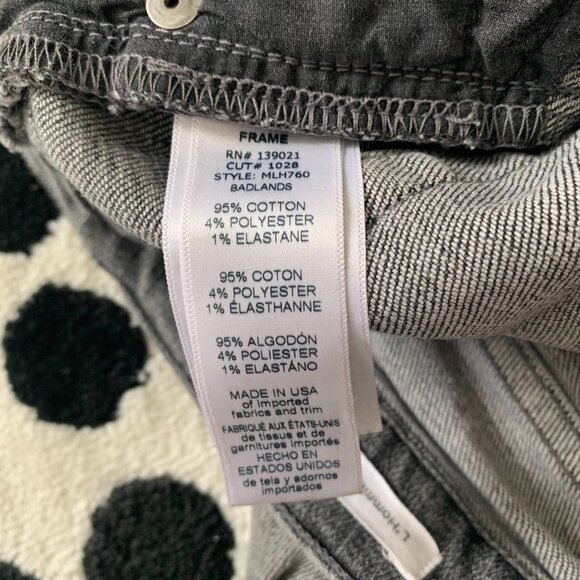 FRAME
RN# 139021
CUT# 1028
STYLE: MLH760
BADLANDS
95% COTTON
4% POLYESTER
1% ELASTANE
95% COTON
4% POLYESTER
1% ÉLASTHANNE
95% ALGODÓN
4% POLIESTER
1% ELASTÁNO
MADE IN USA
of imported
fabrics and trim
FABRIQUÉ AUX ÉTATS-UNIS
de tissus et de
garnitures importés
HECHO EN
ESTADOS UNIDOS
de tela y adornos
importados
L'Homm